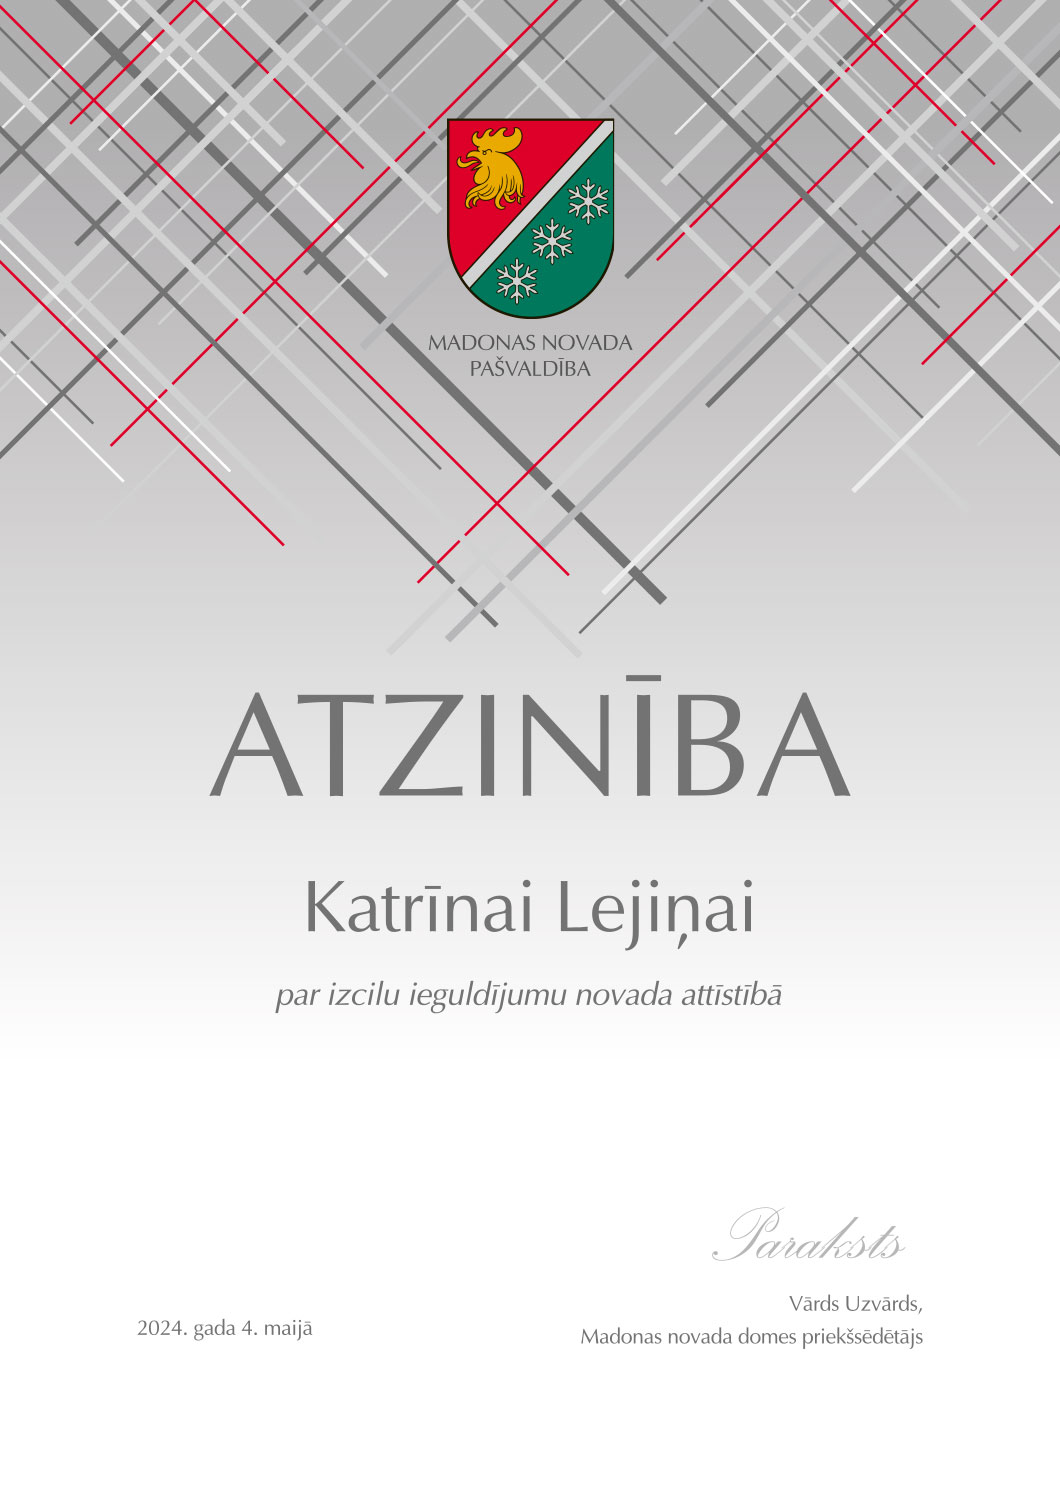 MADONAS NOVADA
PAŠVALDĪBA
ATZINĪBA
Katrīnai Lejiņai
par izcilu ieguldījumu novada attīstībā
Paraksts
Vārds Uzvārds,
2024. gada 4. maijā
Madonas novada domes priekšsēdētājs